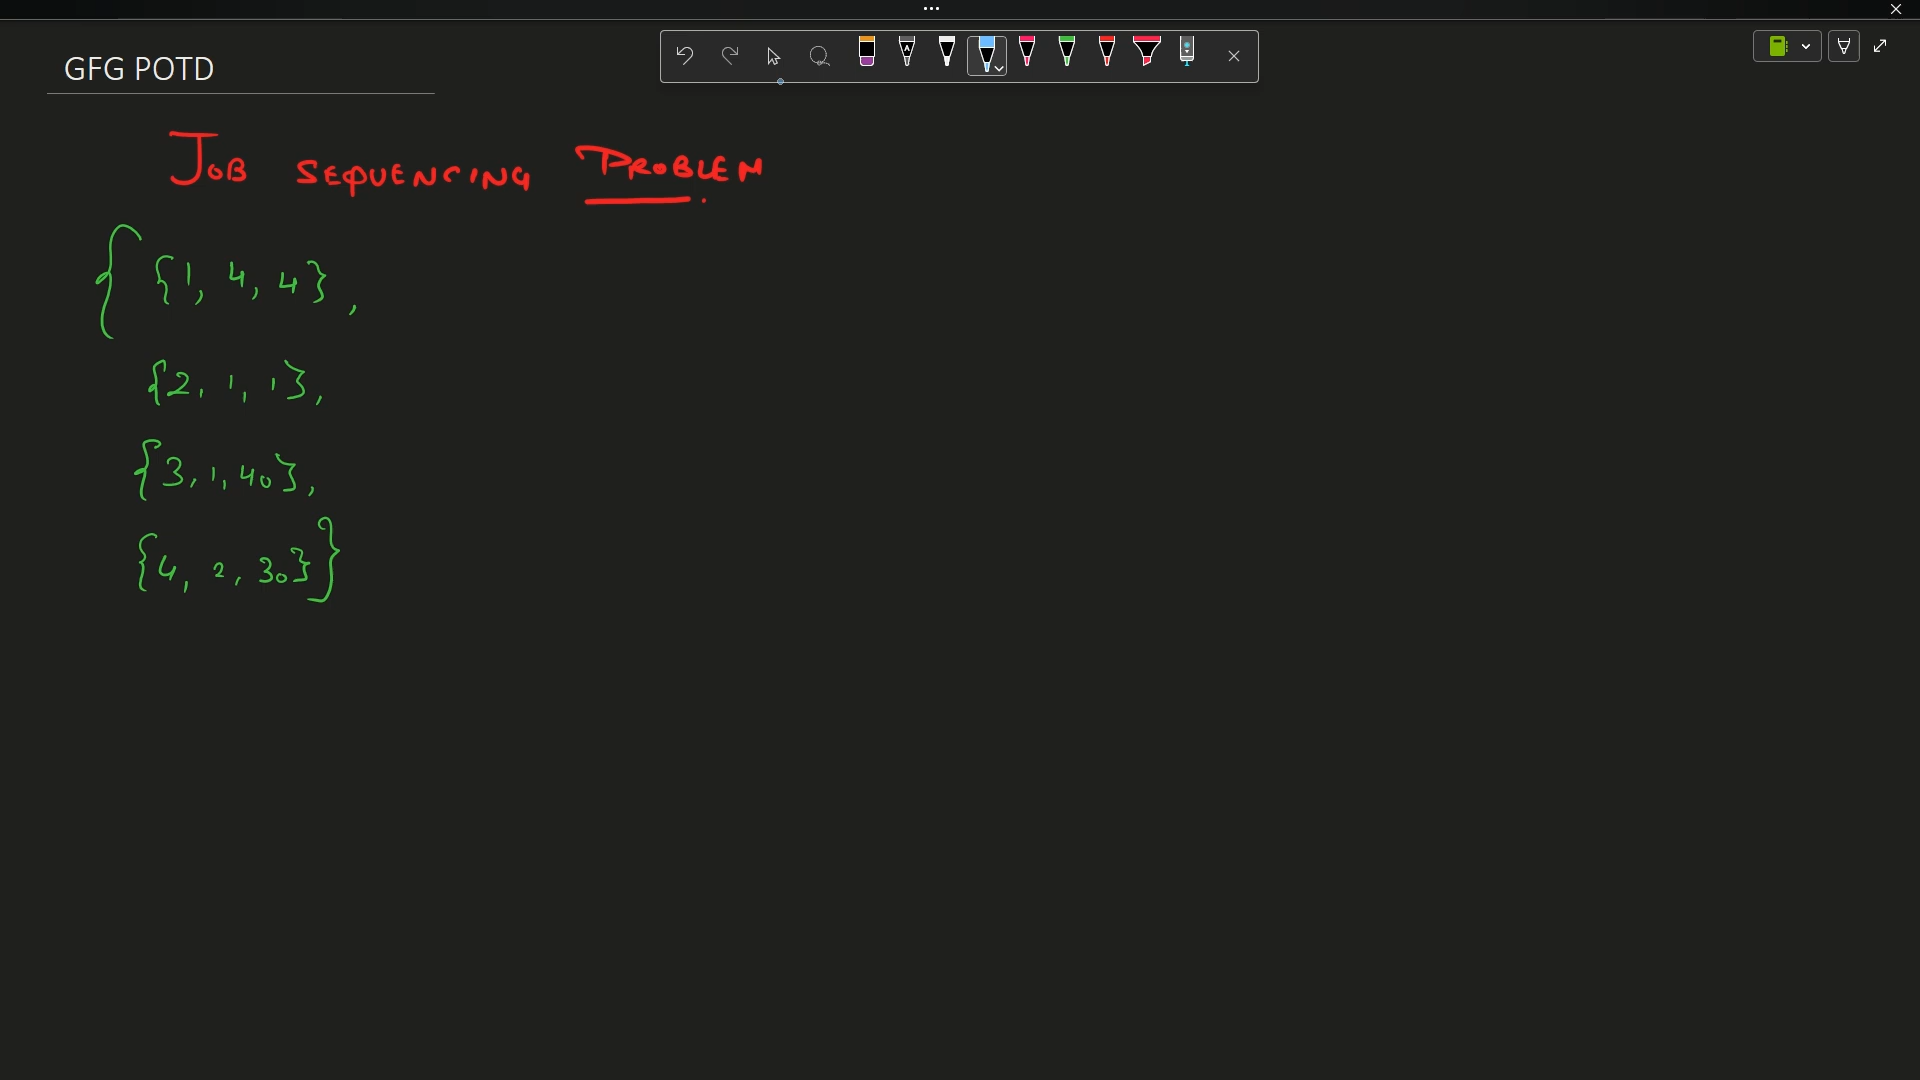 GFG POTD
JOB SEQUENCING PROBLEM.
{ {1, 4, 4},
{2, 1, 1},
{3, 1, 40},
{4, 2, 30} }